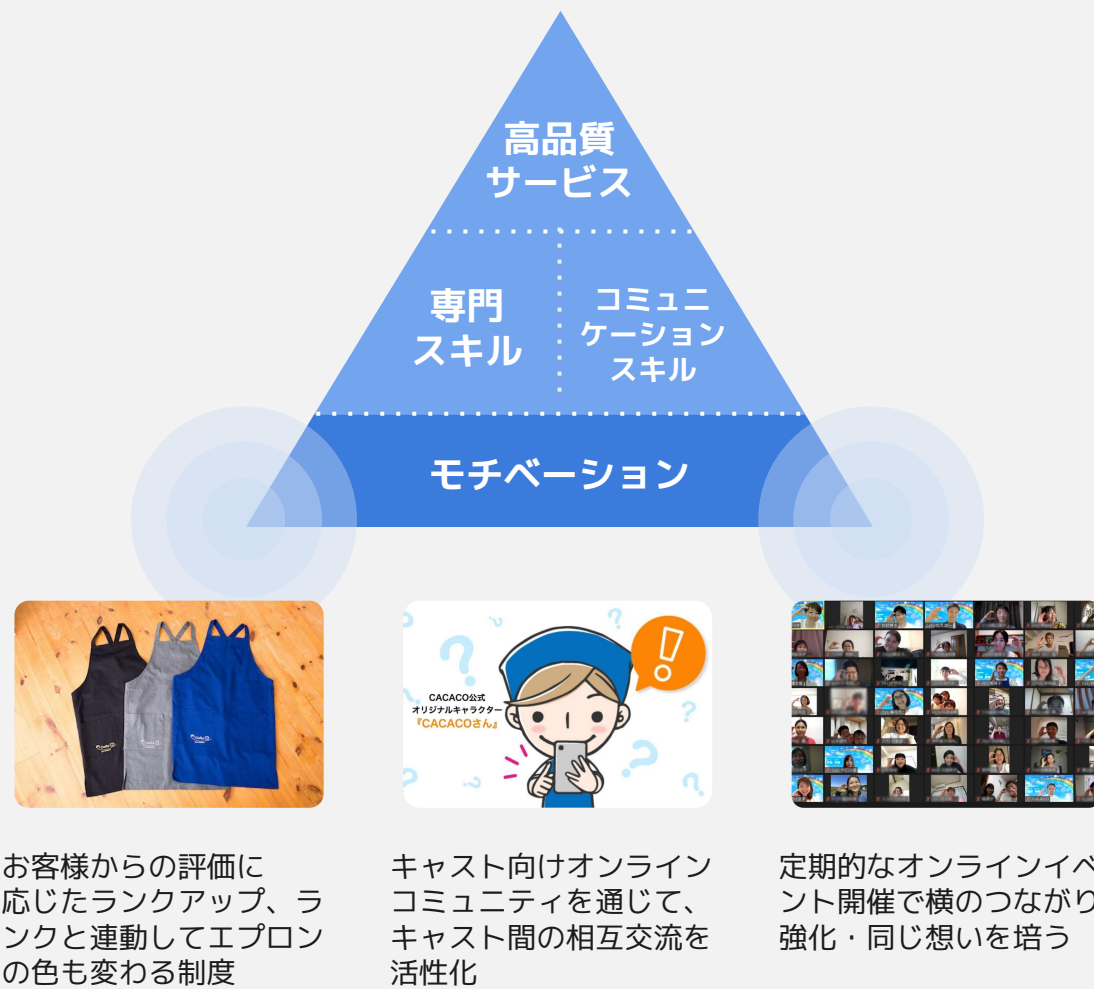 高品質
サービス
専門
スキル
コミュニ
ケーション
スキル
モチベーション
CACACO公式
オリジナルキャラクター
『CACACOさん』
お客様からの評価に
応じたランクアップ、ラ
ンクと連動してエプロン
の色も変わる制度
キャスト向けオンライン
コミュニティを通じて、
キャスト間の相互交流を
活性化
定期的なオンラインイベ
ント開催で横のつながり
強化・同じ想いを培う